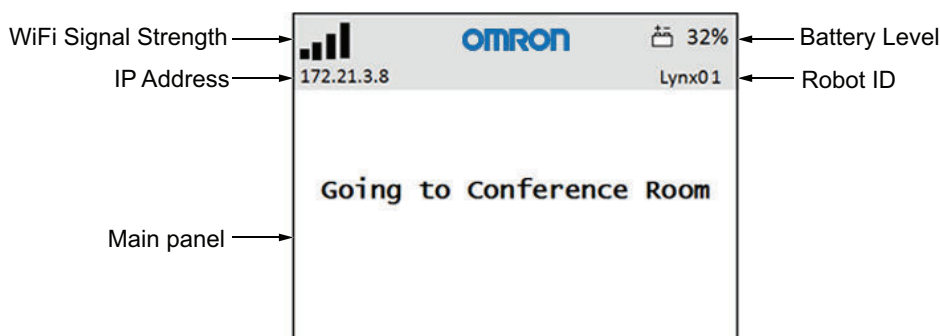 WiFi Signal Strength OMRON 32% Battery Level
IP Address 172.21.3.8 Lynx01 Robot ID
Going to Conference Room
Main panel